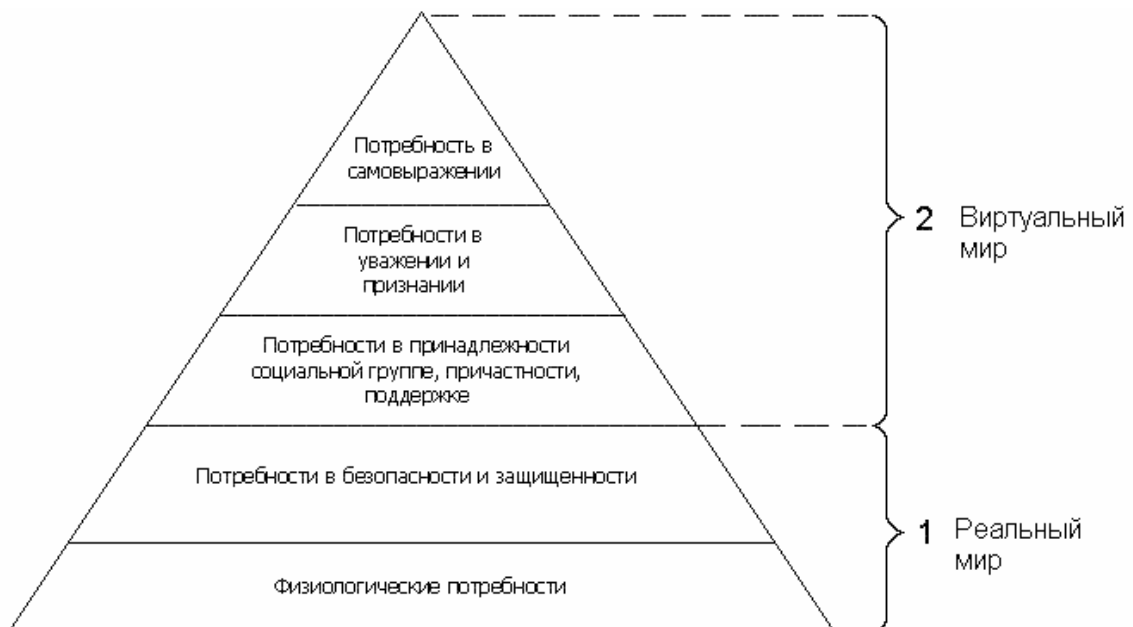 Потребность в
самовыражении
Потребности в
уважении и
признании
2 Виртуальный
мир
Потребности в принадлежности
социальной группе, причастности,
поддержке
Потребности в безопасности и защищенности
1 Реальный
мир
Физиологические потребности